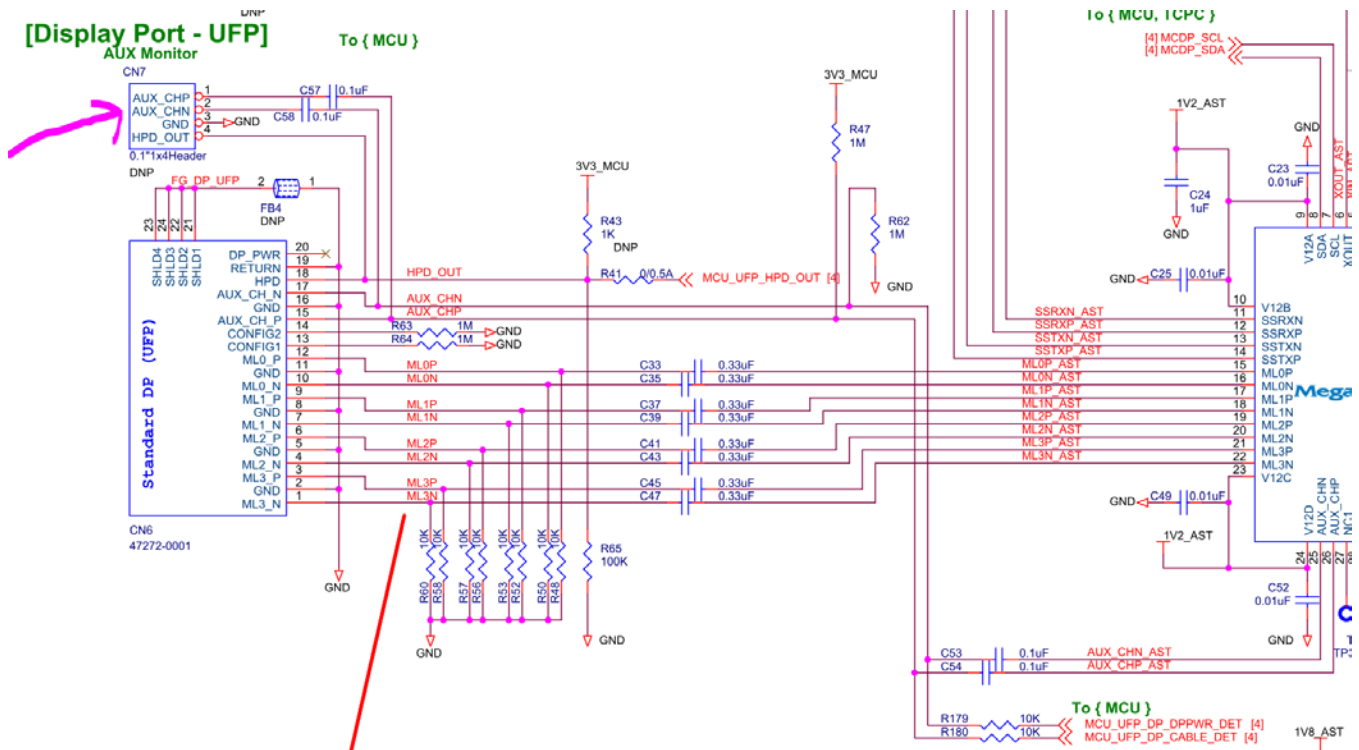 DNP
[Display Port - UFP]
AUX Monitor
To { MCU }
To { MCU, TCPC }
[4] MCDP_SCL
[4] MCDP_SDA
CN7
AUX_CHP 1
AUX_CHN 2
GND 3
HPD_OUT 4
GND
0.1"1x4Header
DNP
C57 0.1uF
C58 0.1uF
3V3_MCU
R47
1M
1V2_AST
C24
1uF
GND
GND
C23
0.01uF
XOUT_AST
XIN_AST
FG_DP_UFP
2 1
FB4
DNP
3V3_MCU
R43
1K
DNP
R62
1M
GND
23 24 22 21
SHLD4
SHLD3
SHLD2
SHLD1
9 8 7 6
V12A
SDA
SCL
XOUT
DP_PWR 20
RETURN 19
HPD 18
AUX_CH_N 17
GND 16
AUX_CH_P 15
CONFIG2 14
CONFIG1 13
ML0_P 12
GND 11
ML0_N 10
ML1_P 9
GND 8
ML1_N 7
ML2_P 6
GND 5
ML2_N 4
ML3_P 3
GND 2
ML3_N 1
Standard DP (UFP)
CN6
47272-0001
HPD_OUT
R41 0/0.5A
MCU_UFP_HPD_OUT [4]
AUX_CHN
AUX_CHP
R63 1M GND
R64 1M GND
GND C25 0.01uF
ML0P C33 0.33uF ML0P_AST
ML0N C35 0.33uF ML0N_AST
ML1P C37 0.33uF ML1P_AST
ML1N C39 0.33uF ML1N_AST
ML2P C41 0.33uF ML2P_AST
ML2N C43 0.33uF ML2N_AST
ML3P C45 0.33uF ML3P_AST
ML3N C47 0.33uF ML3N_AST
SSRXN_AST
SSRXP_AST
SSTXN_AST
SSTXP_AST
10 V12B
11 SSRXN
12 SSRXP
13 SSTXN
14 SSTXP
15 ML0P
16 ML0N
17 ML1P
18 ML1N
19 ML2P
20 ML2N
21 ML3P
22 ML3N
23 V12C
Mega
GND C49 0.01uF
1V2_AST
V12D
AUX_CHN
AUX_CHP
NC1
24 25 26 27 28
10K 10K 10K 10K 10K 10K 10K 10K
R60 R58 R57 R56 R53 R52 R50 R48
R65
100K
GND
GND
GND
C52
0.01uF
GND
C53 0.1uF AUX_CHN_AST
C54 0.1uF AUX_CHP_AST
To { MCU }
R179 10K MCU_UFP_DP_DPPWR_DET [4]
R180 10K MCU_UFP_DP_CABLE_DET [4]
1V8_AST